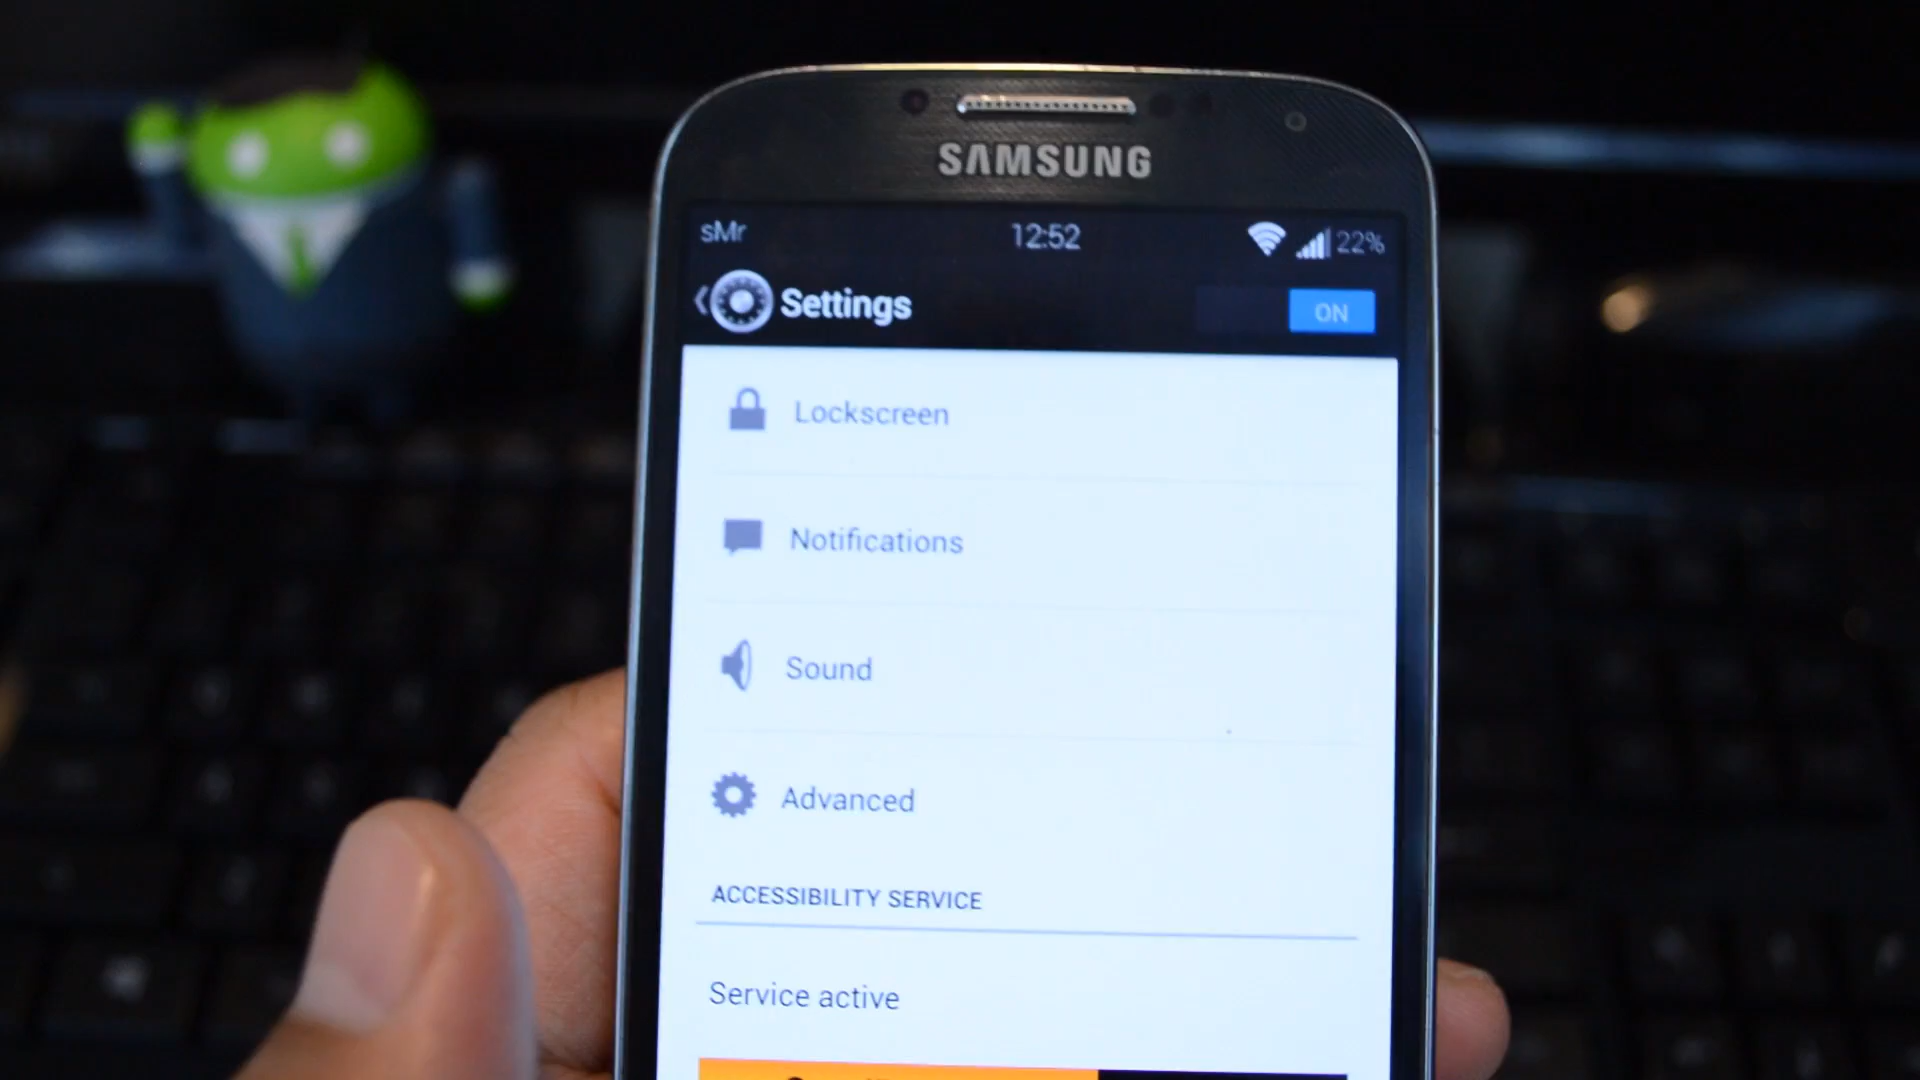 SAMSUNG
sMr 12:52 22%
Settings ON
Lockscreen
Notifications
Sound
Advanced
ACCESSIBILITY SERVICE
Service active